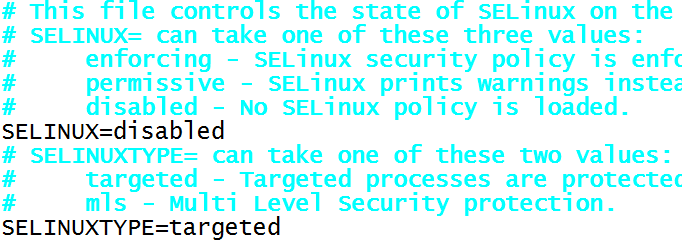 # This file controls the state of SELinux on the
# SELINUX= can take one of these three values:
#     enforcing - SELinux security policy is enfo
#     permissive - SELinux prints warnings instea
#     disabled - No SELinux policy is loaded.
SELINUX=disabled
# SELINUXTYPE= can take one of these two values:
#     targeted - Targeted processes are protected
#     mls - Multi Level Security protection.
SELINUXTYPE=targeted